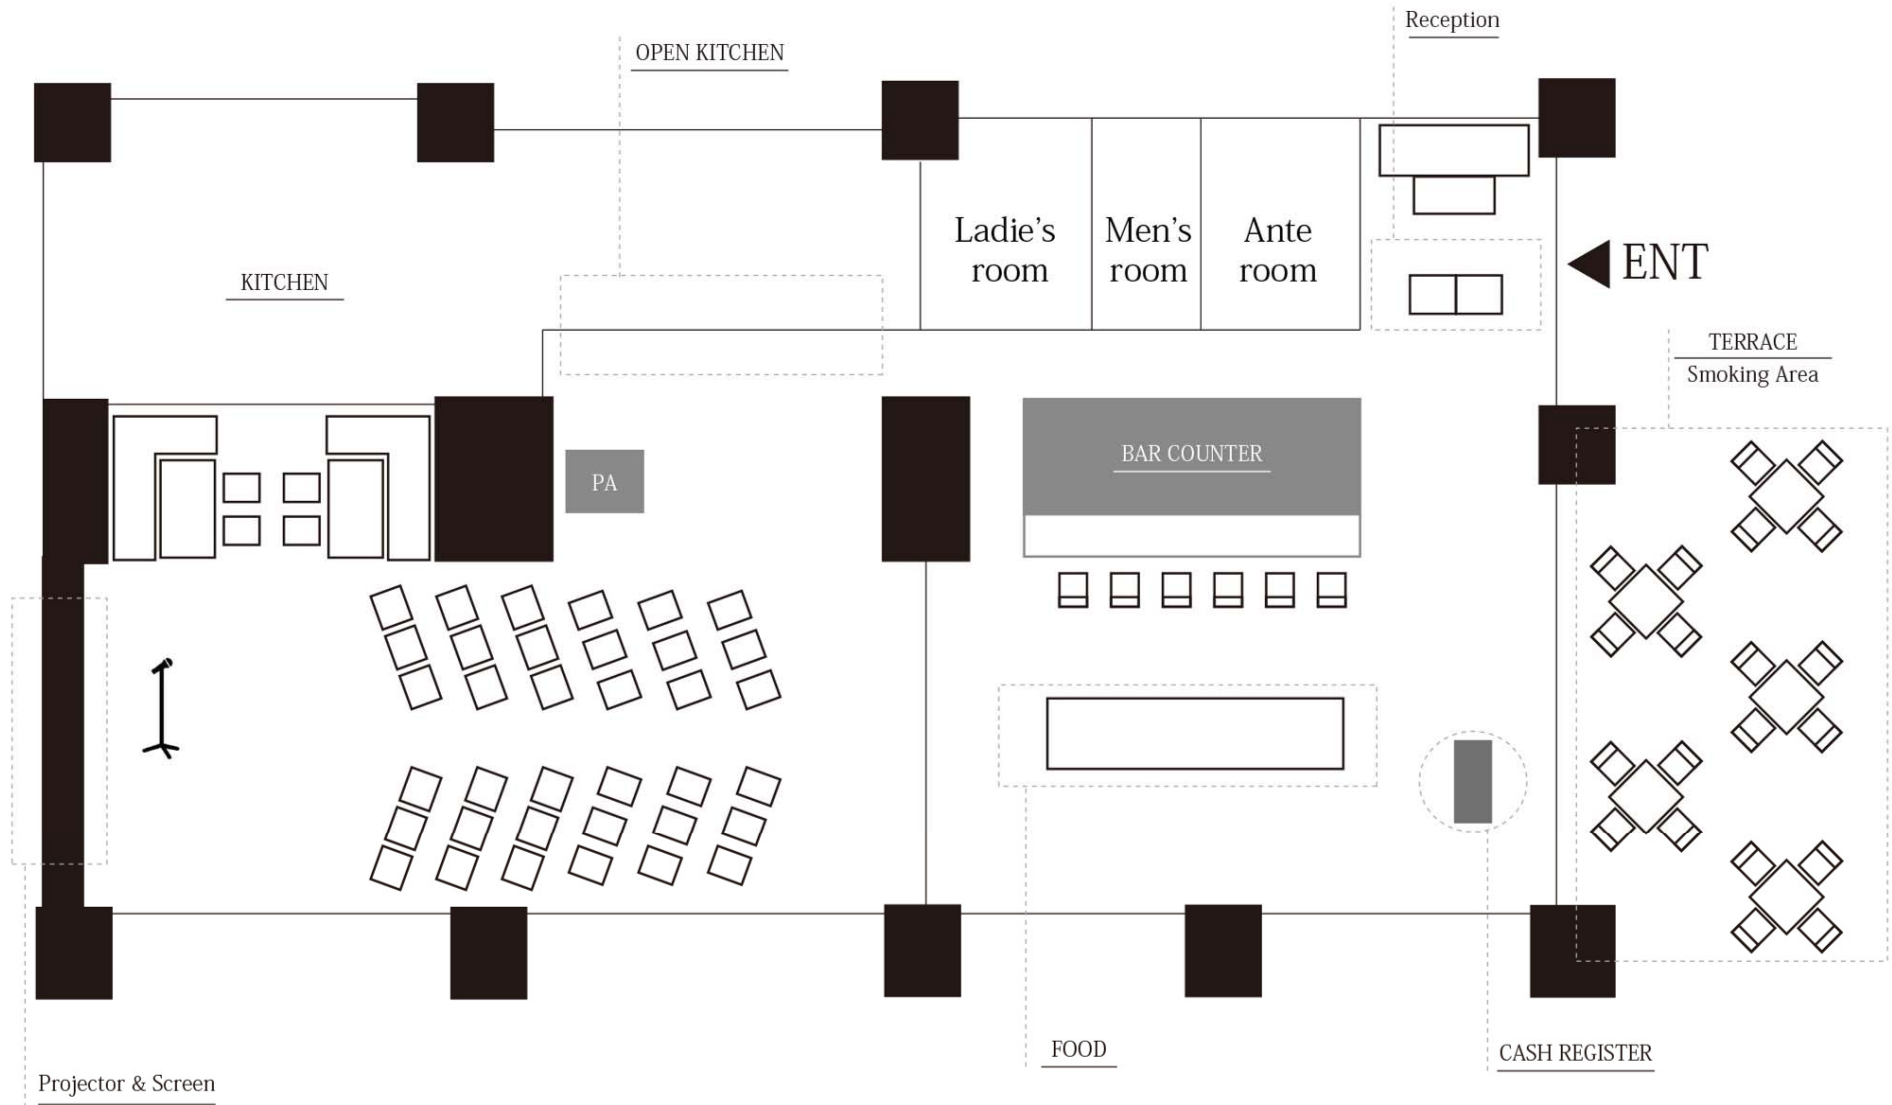 Reception
OPEN KITCHEN
Ladie's
room
Men's
room
Ante
room
ENT
KITCHEN
TERRACE
Smoking Area
BAR COUNTER
PA
FOOD
CASH REGISTER
Projector & Screen